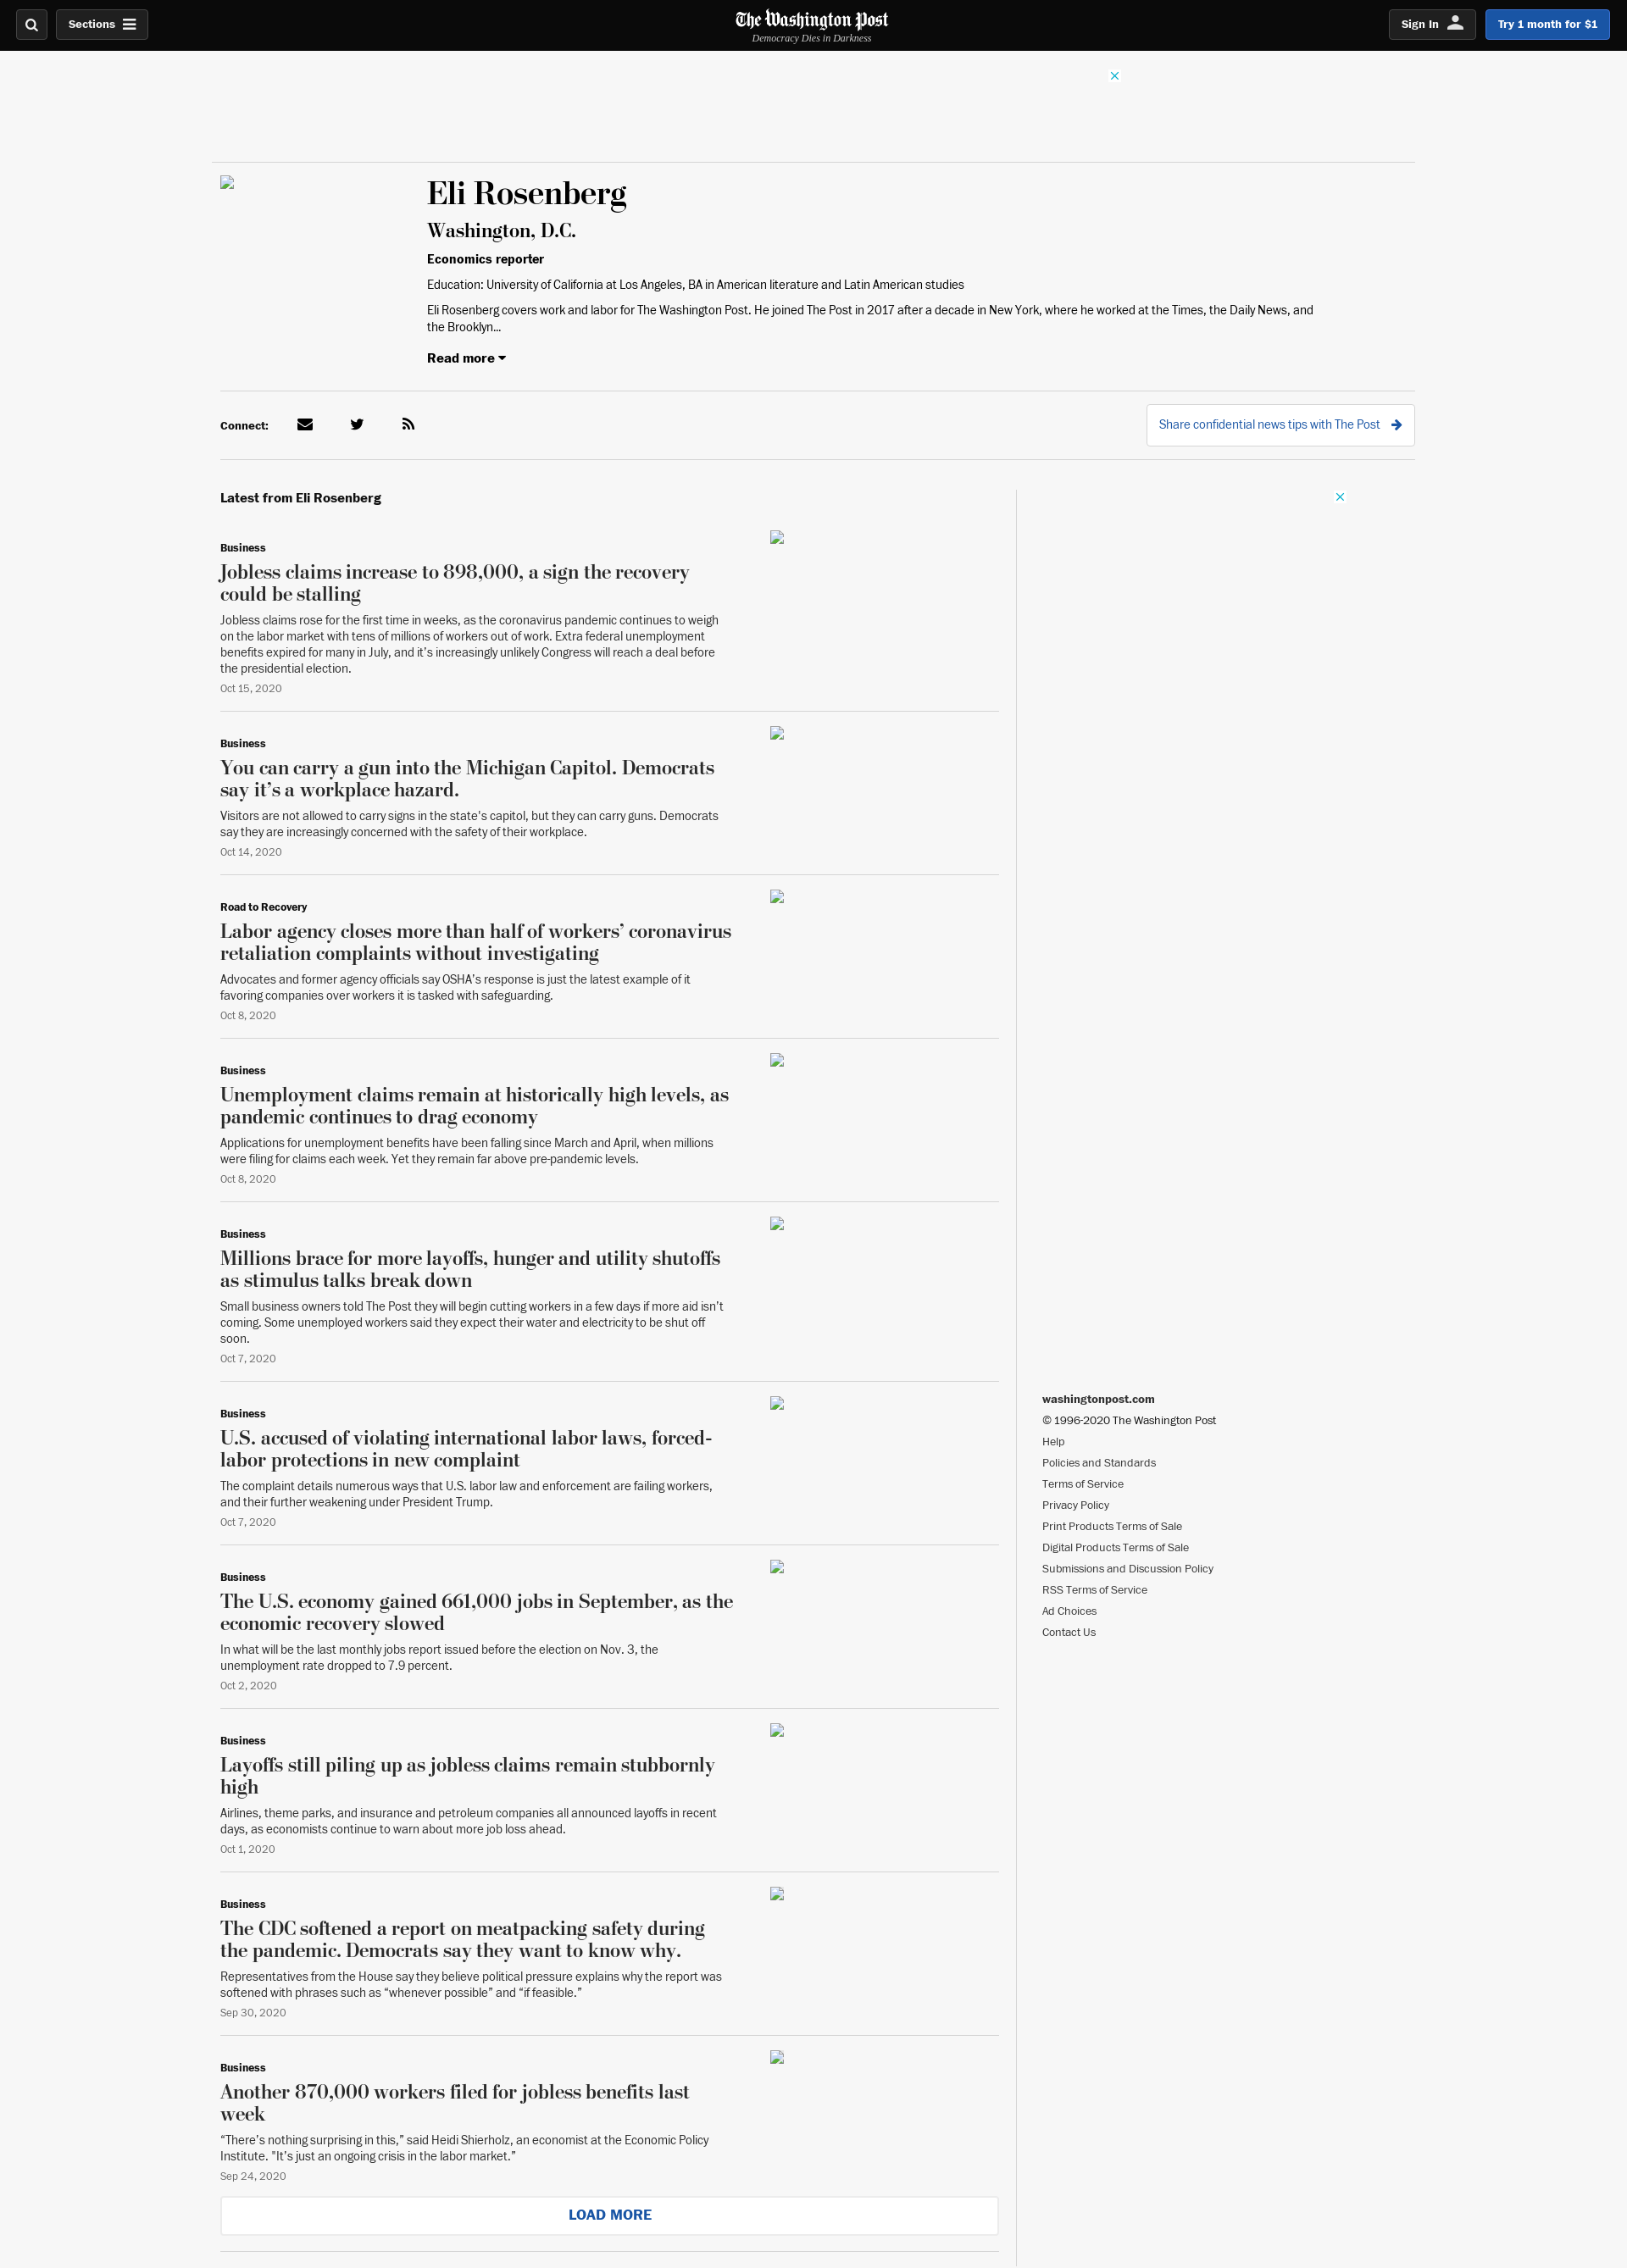 Sections
The Washington Post
Democracy Dies in Darkness
Sign In
Try 1 month for $1
Eli Rosenberg
Washington, D.C.
Economics reporter
Education: University of California at Los Angeles, BA in American literature and Latin American studies
Eli Rosenberg covers work and labor for The Washington Post. He joined The Post in 2017 after a decade in New York, where he worked at the Times, the Daily News, and
the Brooklyn...
Read more
Connect:
Share confidential news tips with The Post
Latest from Eli Rosenberg
Business
Jobless claims increase to 898,000, a sign the recovery
could be stalling
Jobless claims rose for the first time in weeks, as the coronavirus pandemic continues to weigh
on the labor market with tens of millions of workers out of work. Extra federal unemployment
benefits expired for many in July, and it’s increasingly unlikely Congress will reach a deal before
the presidential election.
Oct 15, 2020
Business
You can carry a gun into the Michigan Capitol. Democrats
say it’s a workplace hazard.
Visitors are not allowed to carry signs in the state's capitol, but they can carry guns. Democrats
say they are increasingly concerned with the safety of their workplace.
Oct 14, 2020
Road to Recovery
Labor agency closes more than half of workers’ coronavirus
retaliation complaints without investigating
Advocates and former agency officials say OSHA’s response is just the latest example of it
favoring companies over workers it is tasked with safeguarding.
Oct 8, 2020
Business
Unemployment claims remain at historically high levels, as
pandemic continues to drag economy
Applications for unemployment benefits have been falling since March and April, when millions
were filing for claims each week. Yet they remain far above pre-pandemic levels.
Oct 8, 2020
Business
Millions brace for more layoffs, hunger and utility shutoffs
as stimulus talks break down
Small business owners told The Post they will begin cutting workers in a few days if more aid isn’t
coming. Some unemployed workers said they expect their water and electricity to be shut off
soon.
Oct 7, 2020
Business
U.S. accused of violating international labor laws, forced-
labor protections in new complaint
The complaint details numerous ways that U.S. labor law and enforcement are failing workers,
and their further weakening under President Trump.
Oct 7, 2020
Business
The U.S. economy gained 661,000 jobs in September, as the
economic recovery slowed
In what will be the last monthly jobs report issued before the election on Nov. 3, the
unemployment rate dropped to 7.9 percent.
Oct 2, 2020
Business
Layoffs still piling up as jobless claims remain stubbornly
high
Airlines, theme parks, and insurance and petroleum companies all announced layoffs in recent
days, as economists continue to warn about more job loss ahead.
Oct 1, 2020
Business
The CDC softened a report on meatpacking safety during
the pandemic. Democrats say they want to know why.
Representatives from the House say they believe political pressure explains why the report was
softened with phrases such as “whenever possible” and “if feasible.”
Sep 30, 2020
Business
Another 870,000 workers filed for jobless benefits last
week
“There’s nothing surprising in this,” said Heidi Shierholz, an economist at the Economic Policy
Institute. "It’s just an ongoing crisis in the labor market.”
Sep 24, 2020
LOAD MORE
washingtonpost.com
© 1996-2020 The Washington Post
Help
Policies and Standards
Terms of Service
Privacy Policy
Print Products Terms of Sale
Digital Products Terms of Sale
Submissions and Discussion Policy
RSS Terms of Service
Ad Choices
Contact Us